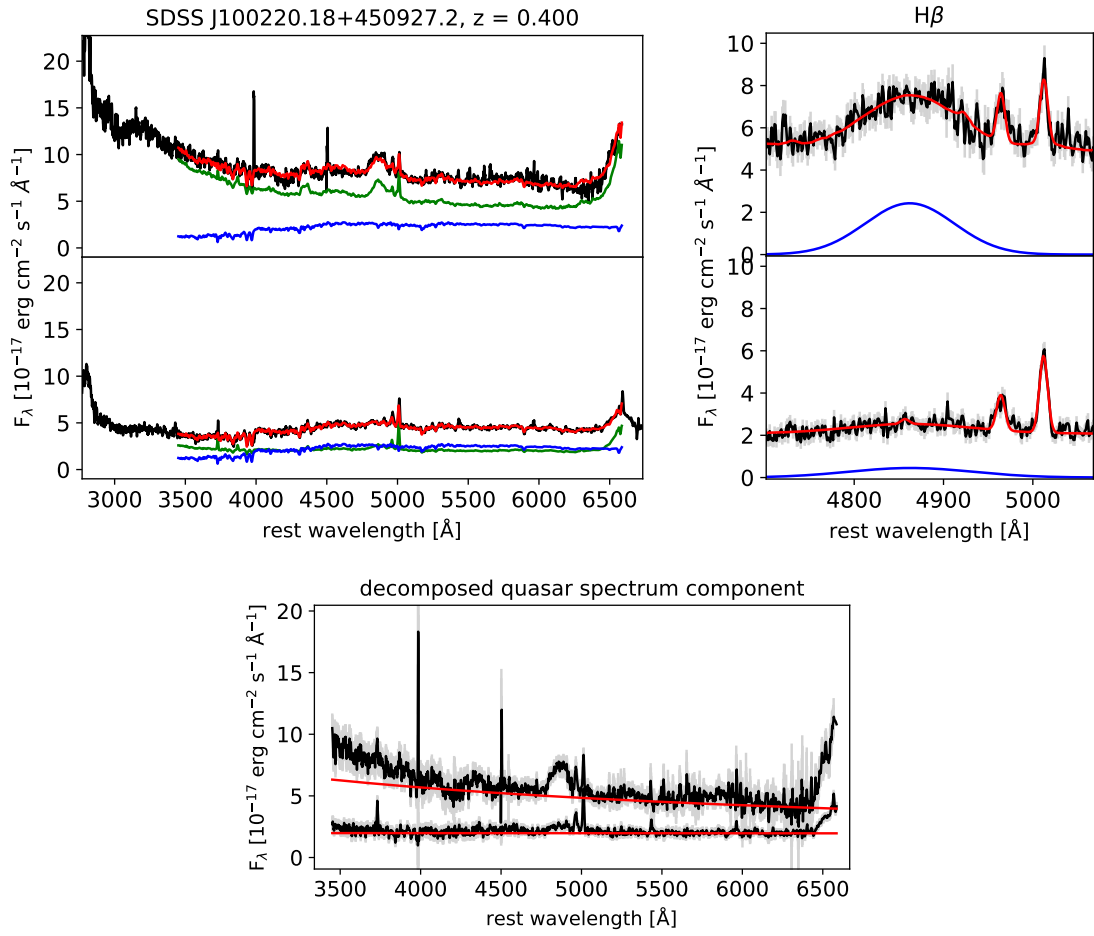 SDSS J100220.18+450927.2, z = 0.400
20
15
10
5
0
20
15
10
5
0
F_λ [10⁻¹⁷ erg cm⁻² s⁻¹ Å⁻¹]
3000 3500 4000 4500 5000 5500 6000 6500
rest wavelength [Å]
Hβ
10
8
6
4
2
0
10
8
6
4
2
0
F_λ [10⁻¹⁷ erg cm⁻² s⁻¹ Å⁻¹]
4800 4900 5000
rest wavelength [Å]
decomposed quasar spectrum component
20
15
10
5
0
F_λ [10⁻¹⁷ erg cm⁻² s⁻¹ Å⁻¹]
3500 4000 4500 5000 5500 6000 6500
rest wavelength [Å]